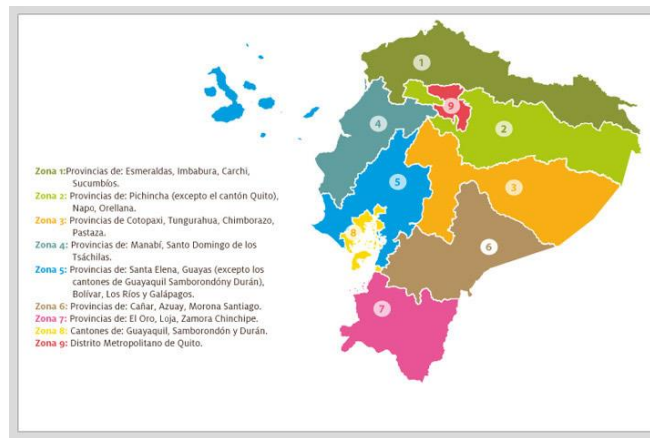 Zona 1:Provincias de: Esmeraldas, Imbabura, Carchi,
Sucumbíos.
Zona 2: Provincias de: Pichincha (excepto el cantón Quito),
Napo, Orellana.
Zona 3: Provincias de Cotopaxi, Tungurahua, Chimborazo,
Pastaza.
Zona 4: Provincias de: Manabí, Santo Domingo de los
Tsáchilas.
Zona 5: Provincias de: Santa Elena, Guayas (excepto los
cantones de Guayaquil Samborondóny Durán),
Bolívar, Los Ríos y Galápagos.
Zona 6: Provincias de: Cañar, Azuay, Morona Santiago.
Zona 7: Provincias de: El Oro, Loja, Zamora Chinchipe.
Zona 8: Cantones de: Guayaquil, Samborondón y Durán.
Zona 9: Distrito Metropolitano de Quito.
1
9
4
2
5
3
8
6
7